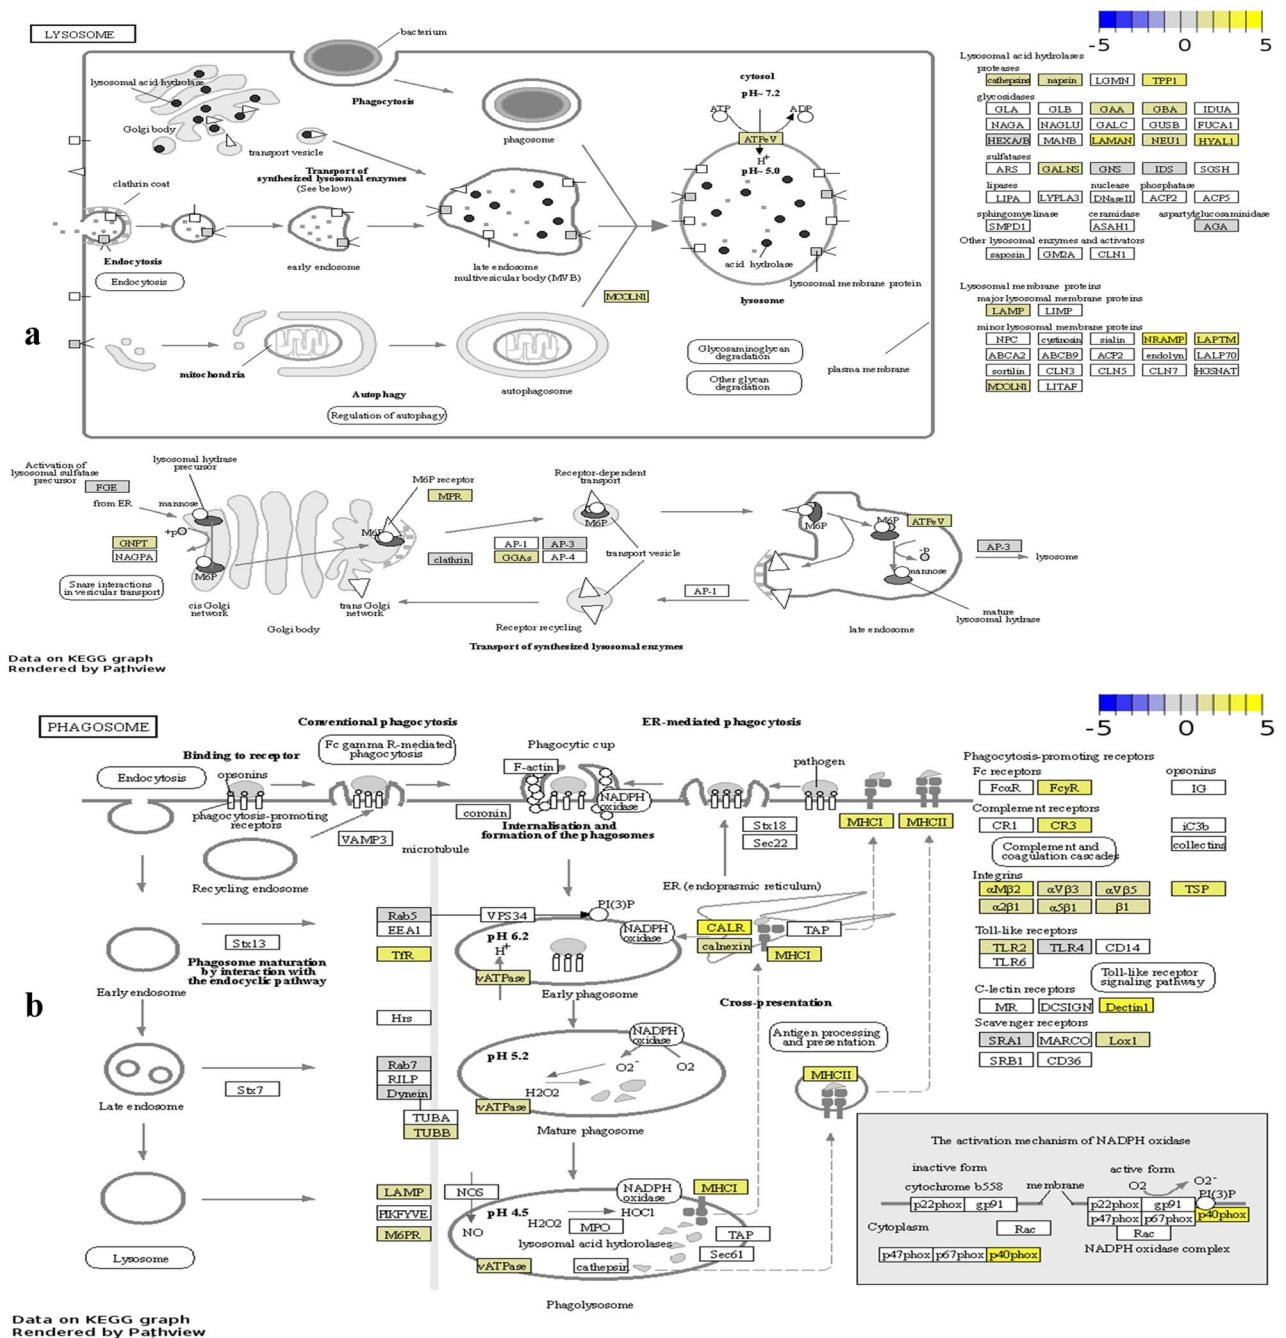 LYSOSOME
bacterium
lysosomal acid hydrolase
Golgi body
transport vesicle
Phagocytosis
phagosome
Transport of
synthesized lysosomal enzymes
(See below)
clathrin coat
Endocytosis
Endocytosis
early endosome
late endosome
multivesicular body (MVB)
cytosol
pH~ 7.2
ATP
ADP
ATPeV
H+
pH~ 5.0
acid hydrolase
lysosomal membrane protein
lysosome
MCOLN1
a
mitochondria
Autophagy
Regulation of autophagy
autophagosome
Glycosaminoglycan
degradation
Other glycan
degradation
plasma membrane
-5 0 5
Lysosomal acid hydrolases
proteases
cathepsins napsin LGMN TPP1
glycosidases
GLA GLB GAA GBA IDUA
NAGA NAGLU GALC GUSB FUCA1
HEXA/B MANB LAMAN NEU1 HYAL1
sulfatases
ARS GALNS GNS IDS SGSH
lipases nuclease phosphatase
LIPA LYPLA3 DNaseII ACP2 ACP5
sphingomyelinase ceramidase aspartylglucosaminidase
SMPD1 ASAH1 AGA
Other lysosomal enzymes and activators
saposin GM2A CLN1
Lysosomal membrane proteins
major lysosomal membrane proteins
LAMP LIMP
minor lysosomal membrane proteins
NPC cystinosin sialin NRAMP LAPTM
ABCA2 ABCB9 ACP2 endolyn LALP70
sortilin CLN3 CLN5 CLN7 HGSNAT
MCOLN1 LITAF
Activation of
lysosomal sulfatase
precursor
FGE
from ER
lysosomal hydrase
precursor
mannose
+p
GNPT
NAGPA
M6P
Snare interactions
in vesicular transport
cis Golgi
network
Golgi body
trans Golgi
network
M6P receptor
MPR
M6P
clathrin
AP-1 AP-3
GGAs AP-4
Receptor-dependent
transport
M6P
transport vesicle
Receptor recycling
Transport of synthesized lysosomal enzymes
AP-1
M6P
M6P
ATPeV
-p
mannose
mature
lysosomal hydrase
late endosome
AP-3
lysosome
Data on KEGG graph
Rendered by Pathview
PHAGOSOME
Conventional phagocytosis
ER-mediated phagocytosis
-5 0 5
Endocytosis
Binding to receptor
opsonins
Fc gamma R-mediated
phagocytosis
Phagocytic cup
F-actin
NADPH
oxidase
pathogen
phagocytosis-promoting
receptors
VAMP3
coronin
Internalisation and
formation of the phagosomes
Stx18
Sec22
MHCI MHCII
microtubule
Recycling endosome
ER (endoprasmic reticulum)
Rab5
EEA1
VPS34
PI(3)P
NADPH
oxidase
CALR
calnexin
TAP
MHCI
Stx13
Phagosome maturation
by interaction with
the endocyclic pathway
TfR
pH 6.2
H+
vATPase
Early endosome
Early phagosome
Cross-presentation
b
Hrs
NADPH
oxidase
pH 5.2
O2-
O2
H2O2
Antigen processing
and presentation
MHCII
Rab7
RILP
Dynein
Stx7
TUBA
TUBB
vATPase
Late endosome
Mature phagosome
LAMP
PIKFYVE
M6PR
NOS
NO
pH 4.5
NADPH
oxidase
MHCI
H2O2
HOCl
MPO
lysosomal acid hydorolases
TAP
Sec61
vATPase
cathepsin
Lysosome
Phagolysosome
Phagocytosis-promoting receptors
Fc receptors opsonins
FcαR FcγR IG
Complement receptors
CR1 CR3 iC3b
collectins
Complement and
coagulation cascades
Integrins
αMβ2 αVβ3 αVβ5 TSP
α2β1 α5β1 β1
Toll-like receptors
TLR2 TLR4 CD14
TLR6
Toll-like receptor
signaling pathway
C-lectin receptors
MR DCSIGN Dectin1
Scavenger receptors
SRA1 MARCO Lox1
SRB1 CD36
The activation mechanism of NADPH oxidase
inactive form
cytochrome b558
p22phox gp91
membrane
active form
O2 O2-
PI(3)P
p22phox gp91
p47phox p67phox p40phox
Rac
Cytoplasm
Rac
p47phox p67phox p40phox
NADPH oxidase complex
Data on KEGG graph
Rendered by Pathview